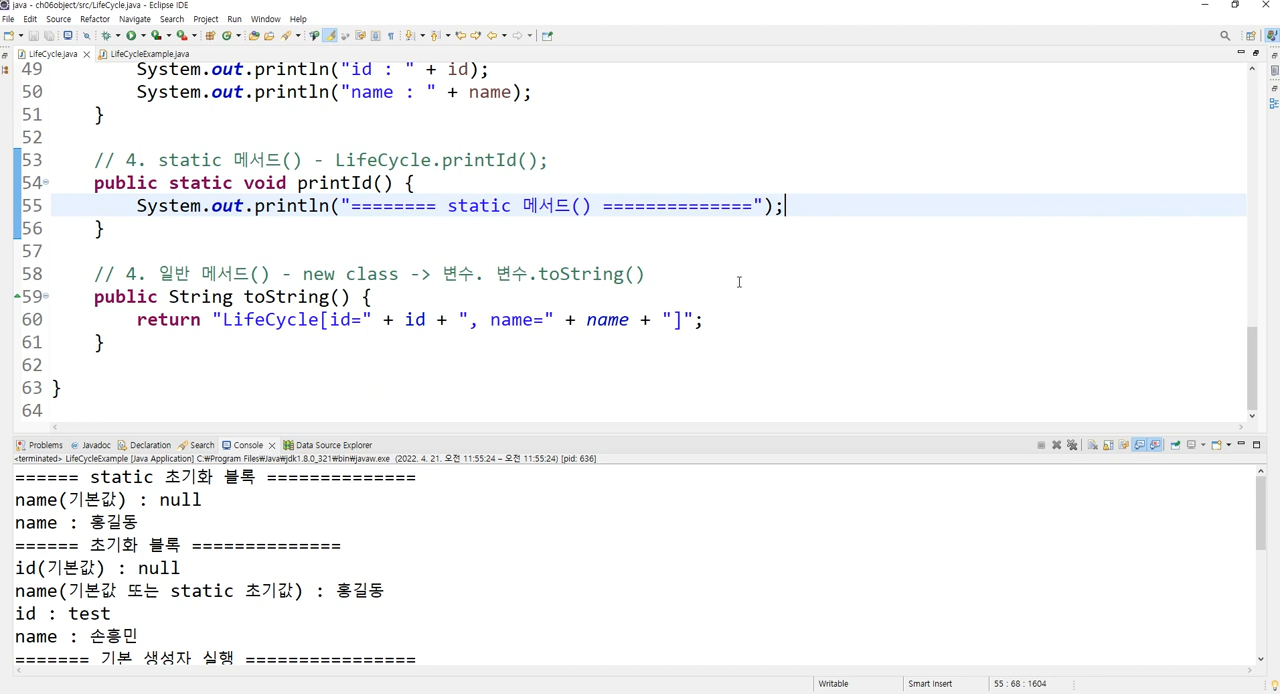 java - ch06object/src/LifeCycle.java - Eclipse IDE
File Edit Source Refactor Navigate Search Project Run Window Help
LifeCycle.java LifeCycleExample.java
49 System.out.println("id : " + id);
50 System.out.println("name : " + name);
51 }
52
53 // 4. static 메서드() - LifeCycle.printId();
54 public static void printId() {
55 System.out.println("======== static 메서드() ==============");
56 }
57
58 // 4. 일반 메서드() - new class -> 변수. 변수.toString()
59 public String toString() {
60 return "LifeCycle[id=" + id + ", name=" + name + "]";
61 }
62
63 }
64
Problems Javadoc Declaration Search Console Data Source Explorer
<terminated> LifeCycleExample [Java Application] C:₩Program Files₩Java₩jdk1.8.0_321₩bin₩javaw.exe (2022. 4. 21. 오전 11:55:24 – 오전 11:55:24) [pid: 636]
====== static 초기화 블록 ==============
name(기본값) : null
name : 홍길동
====== 초기화 블록 ==============
id(기본값) : null
name(기본값 또는 static 초기값) : 홍길동
id : test
name : 손흥민
======= 기본 생성자 실행 ================
Writable Smart Insert 55 : 68 : 1604